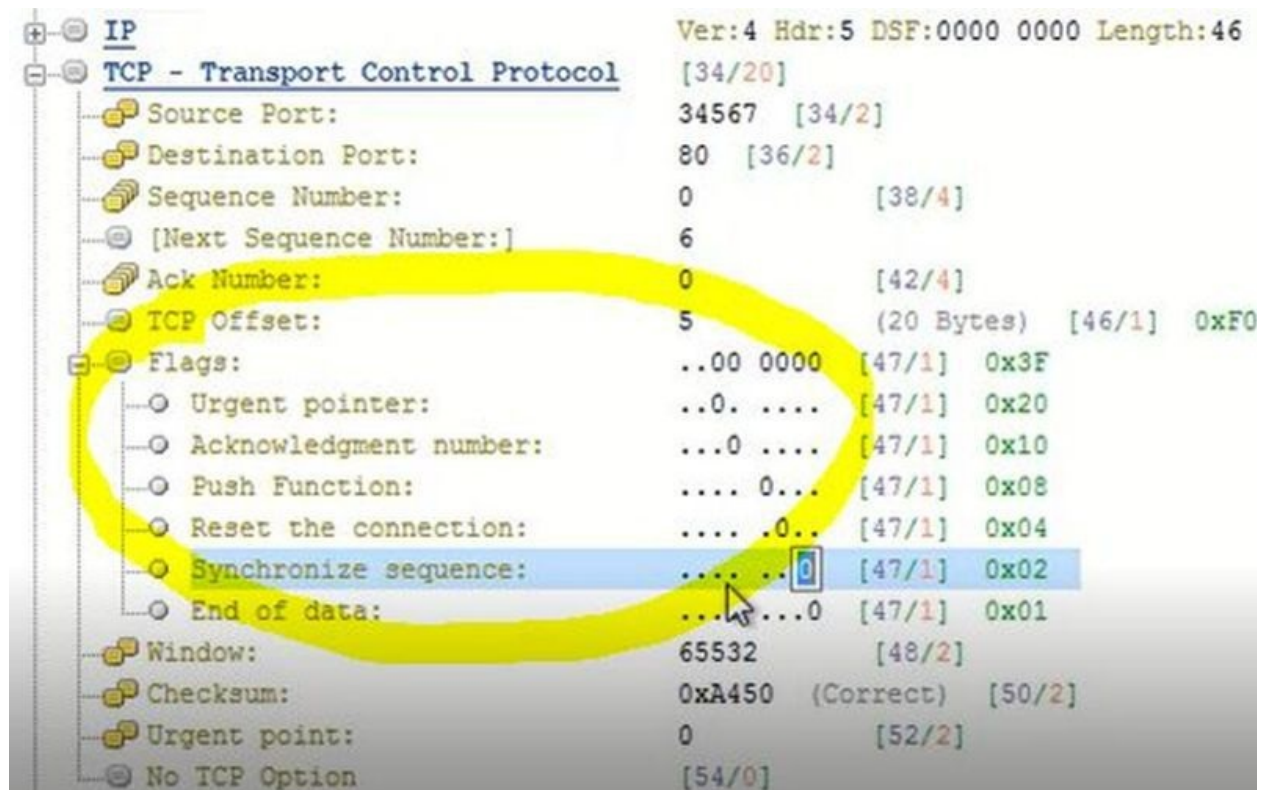 IP Ver:4 Hdr:5 DSF:0000 0000 Length:46
TCP - Transport Control Protocol [34/20]
Source Port: 34567 [34/2]
Destination Port: 80 [36/2]
Sequence Number: 0 [38/4]
[Next Sequence Number:] 6
Ack Number: 0 [42/4]
TCP Offset: 5 (20 Bytes) [46/1] 0xF0
Flags: ..00 0000 [47/1] 0x3F
Urgent pointer: ..0. .... [47/1] 0x20
Acknowledgment number: ...0 .... [47/1] 0x10
Push Function: .... 0... [47/1] 0x08
Reset the connection: .... .0.. [47/1] 0x04
Synchronize sequence: .... ..0 [47/1] 0x02
End of data: .... ...0 [47/1] 0x01
Window: 65532 [48/2]
Checksum: 0xA450 (Correct) [50/2]
Urgent point: 0 [52/2]
No TCP Option [54/0]